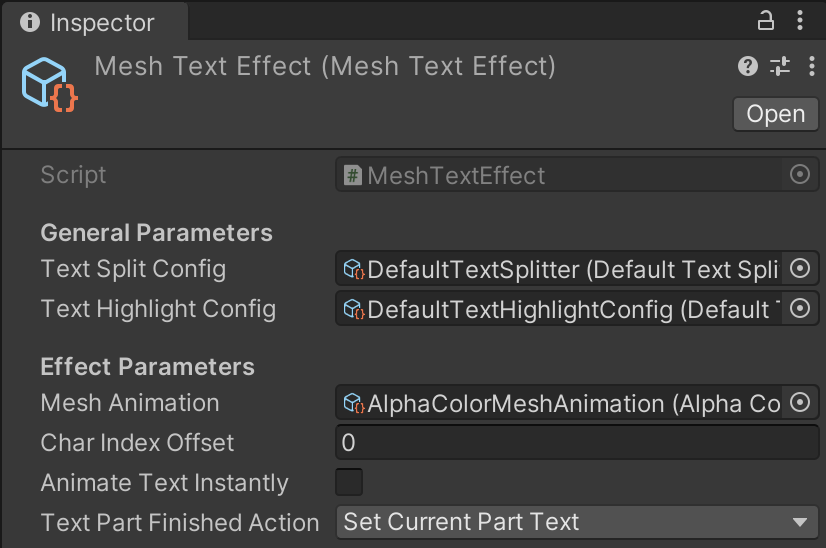 Inspector
Mesh Text Effect (Mesh Text Effect)
Open
Script # MeshTextEffect
General Parameters
Text Split Config DefaultTextSplitter (Default Text Spli
Text Highlight Config DefaultTextHighlightConfig (Default T
Effect Parameters
Mesh Animation AlphaColorMeshAnimation (Alpha Co
Char Index Offset 0
Animate Text Instantly
Text Part Finished Action Set Current Part Text